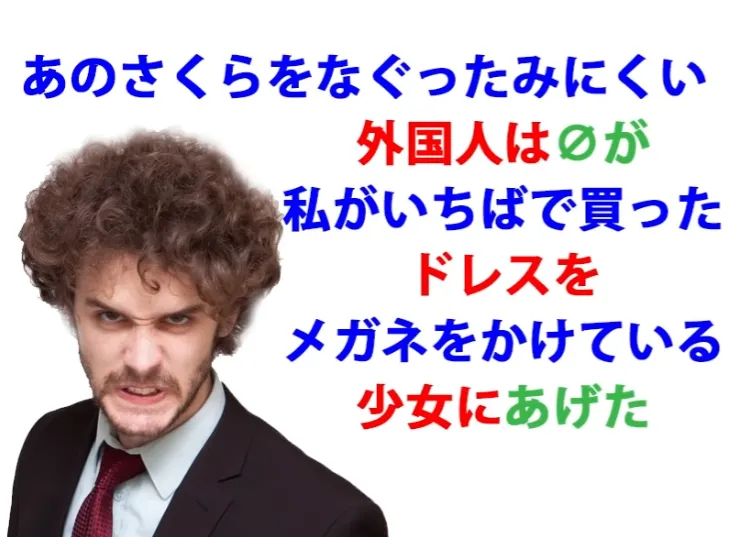 あのさくらをなぐったみにくい
外国人は∅が
私がいちばで買った
ドレスを
メガネをかけている
少女にあげた